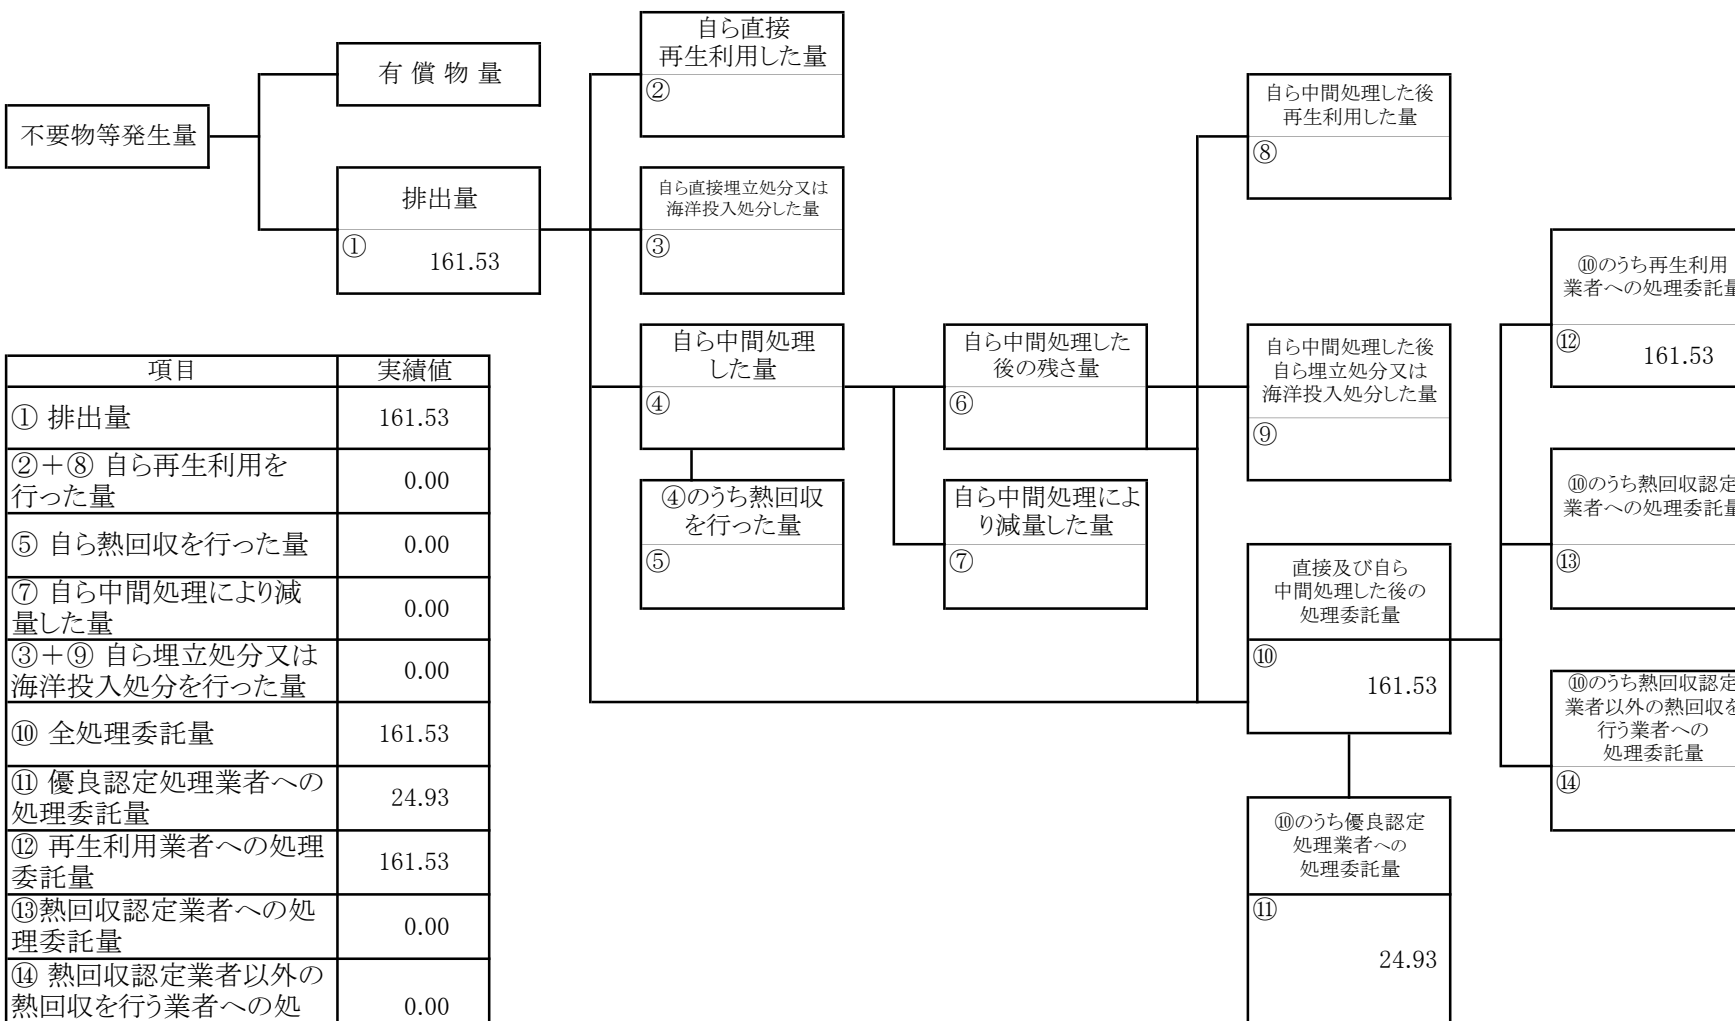 不要物等発生量
有 償 物 量
排出量
①
161.53
自ら直接
再生利用した量
②
自ら直接埋立処分又は
海洋投入処分した量
③
自ら中間処理
した量
④
④のうち熱回収
を行った量
⑤
自ら中間処理した
後の残さ量
⑥
自ら中間処理によ
り減量した量
⑦
自ら中間処理した後
再生利用した量
⑧
自ら中間処理した後
自ら埋立処分又は
海洋投入処分した量
⑨
直接及び自ら
中間処理した後の
処理委託量
⑩
161.53
⑩のうち優良認定
処理業者への
処理委託量
⑪
24.93
⑩のうち再生利用
業者への処理委託量
⑫
161.53
⑩のうち熱回収認定
業者への処理委託量
⑬
⑩のうち熱回収認定
業者以外の熱回収を
行う業者への
処理委託量
⑭
項目 実績値
① 排出量 161.53
②+⑧ 自ら再生利用を
行った量 0.00
⑤ 自ら熱回収を行った量 0.00
⑦ 自ら中間処理により減
量した量 0.00
③+⑨ 自ら埋立処分又は
海洋投入処分を行った量 0.00
⑩ 全処理委託量 161.53
⑪ 優良認定処理業者への
処理委託量 24.93
⑫ 再生利用業者への処理
委託量 161.53
⑬熱回収認定業者への処
理委託量 0.00
⑭ 熱回収認定業者以外の
熱回収を行う業者への処 0.00